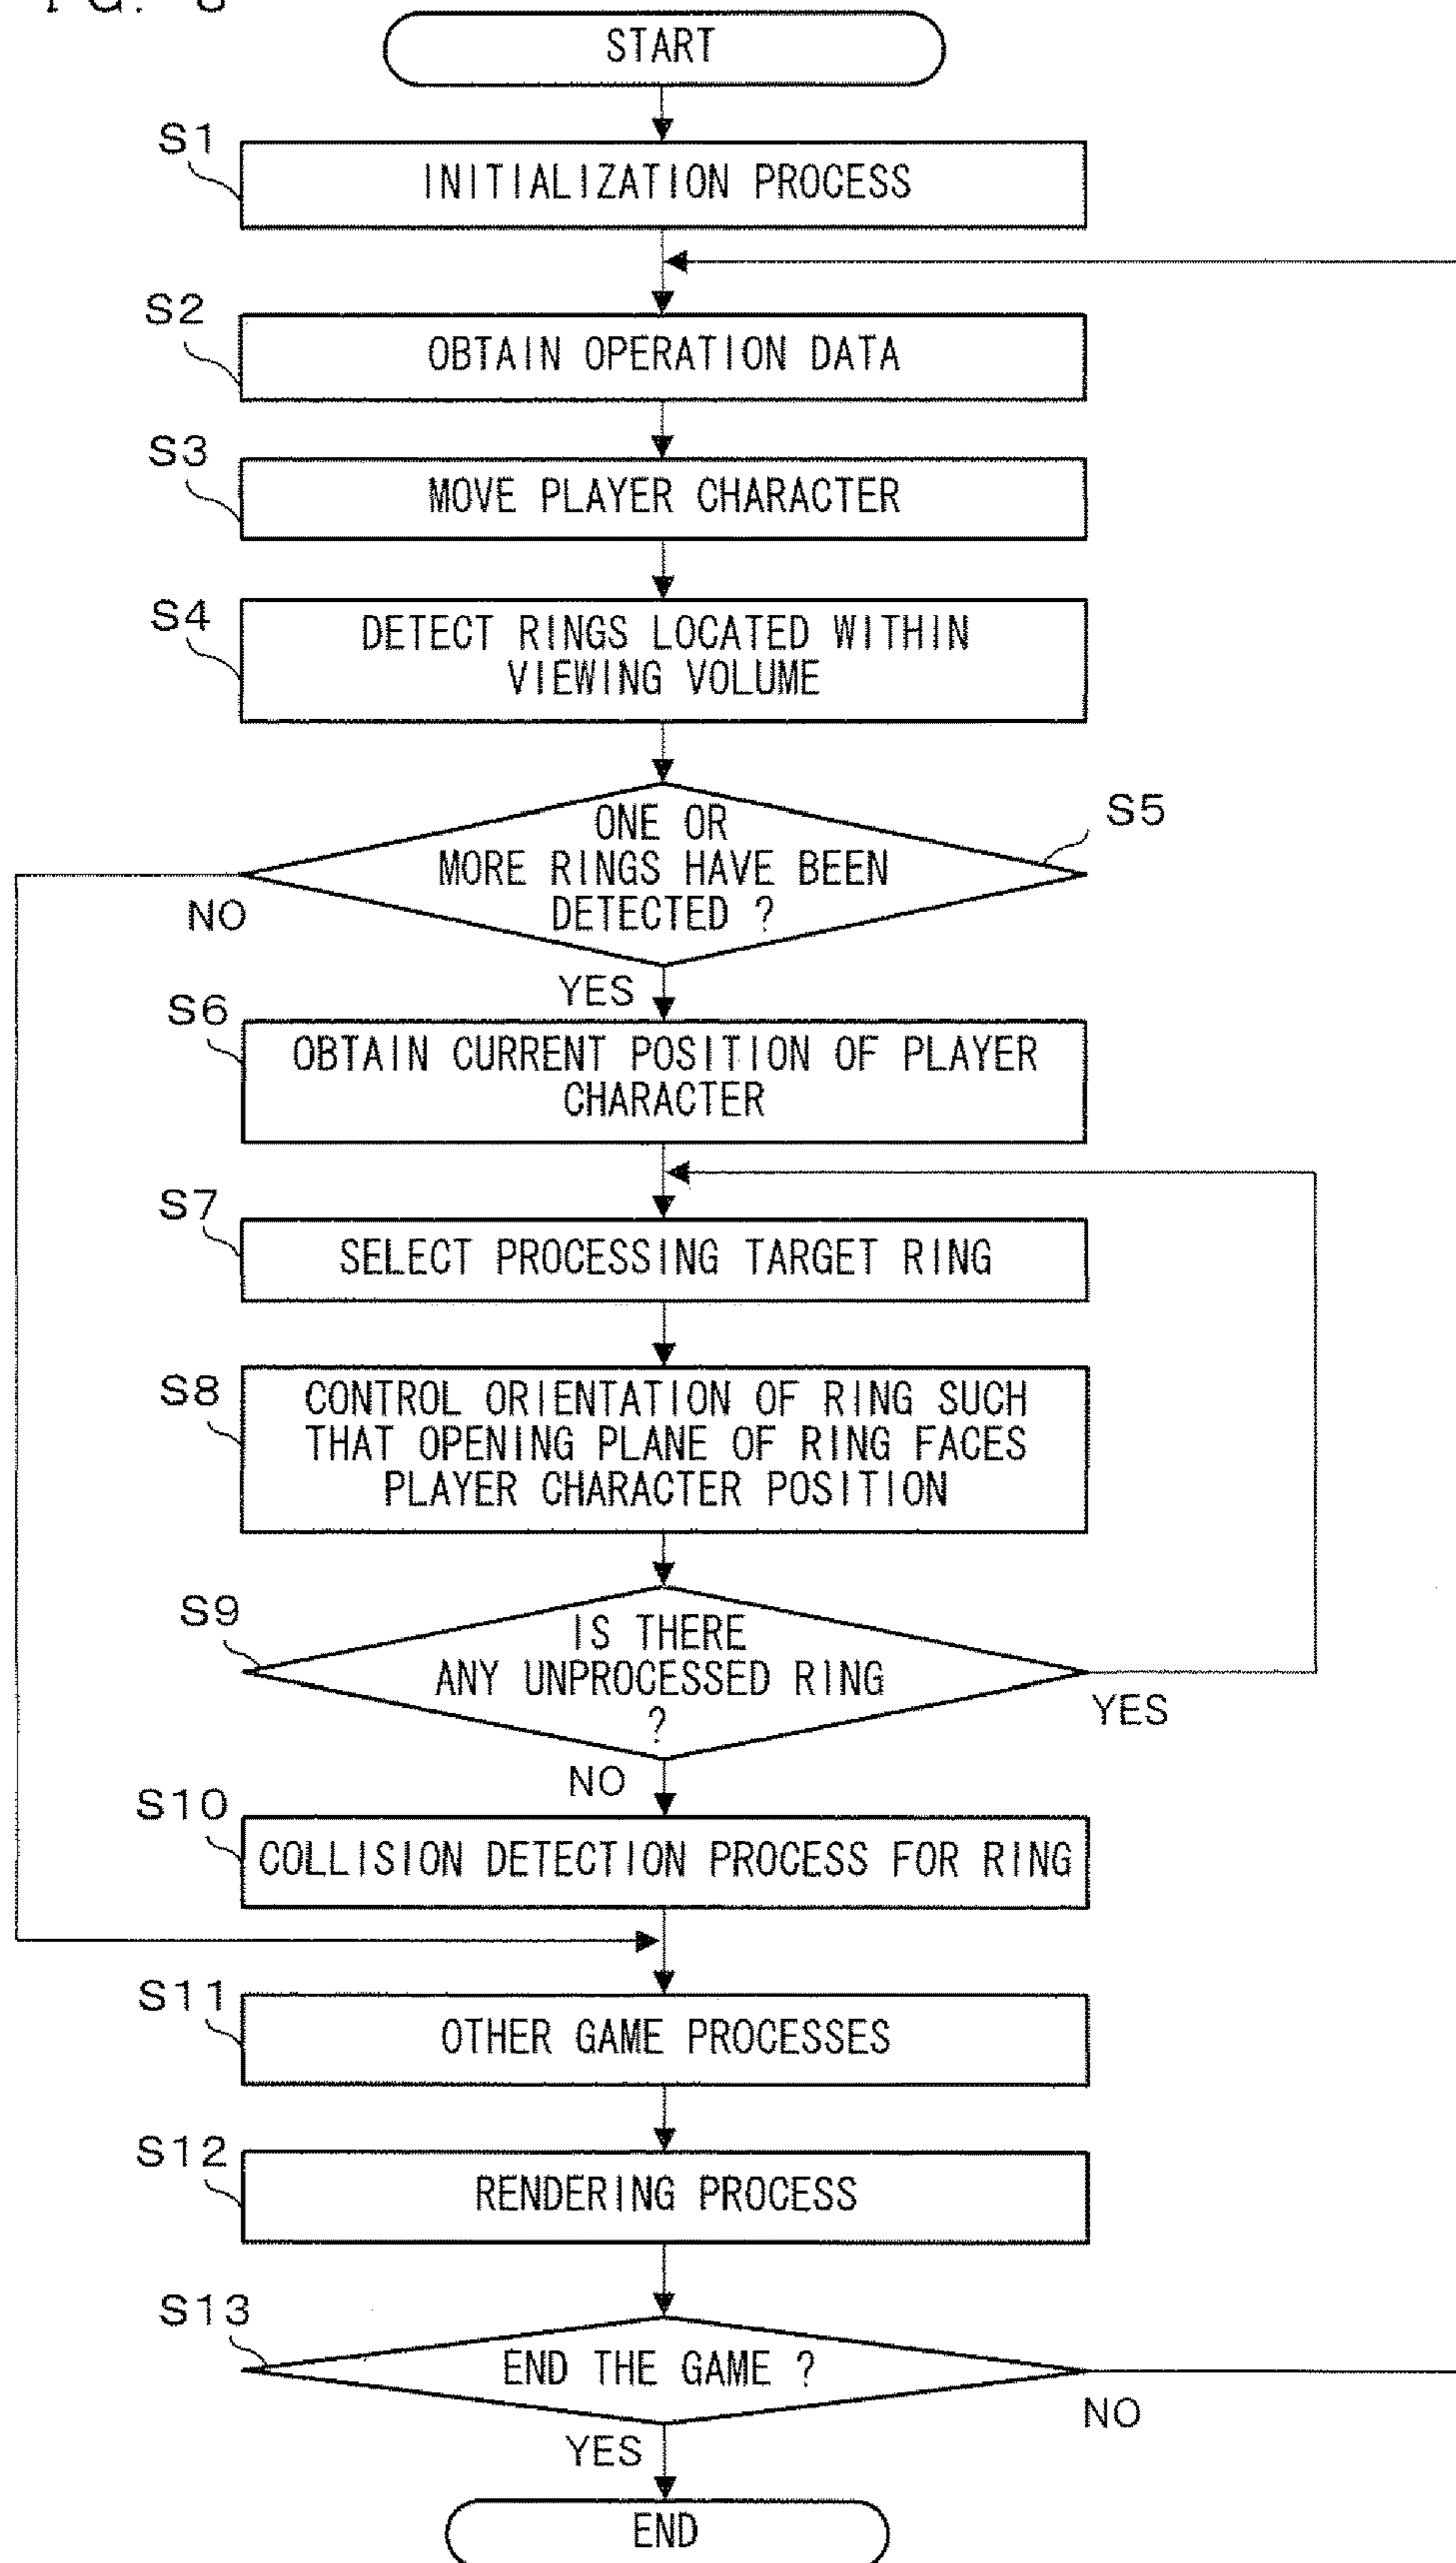 START
S1
INITIALIZATION PROCESS
S2
OBTAIN OPERATION DATA
S3
MOVE PLAYER CHARACTER
S4
DETECT RINGS LOCATED WITHIN
VIEWING VOLUME
S5
ONE OR
MORE RINGS HAVE BEEN
DETECTED ?
NO
YES
S6
OBTAIN CURRENT POSITION OF PLAYER
CHARACTER
S7
SELECT PROCESSING TARGET RING
S8
CONTROL ORIENTATION OF RING SUCH
THAT OPENING PLANE OF RING FACES
PLAYER CHARACTER POSITION
S9
IS THERE
ANY UNPROCESSED RING
?
YES
NO
S10
COLLISION DETECTION PROCESS FOR RING
S11
OTHER GAME PROCESSES
S12
RENDERING PROCESS
S13
END THE GAME ?
NO
YES
END